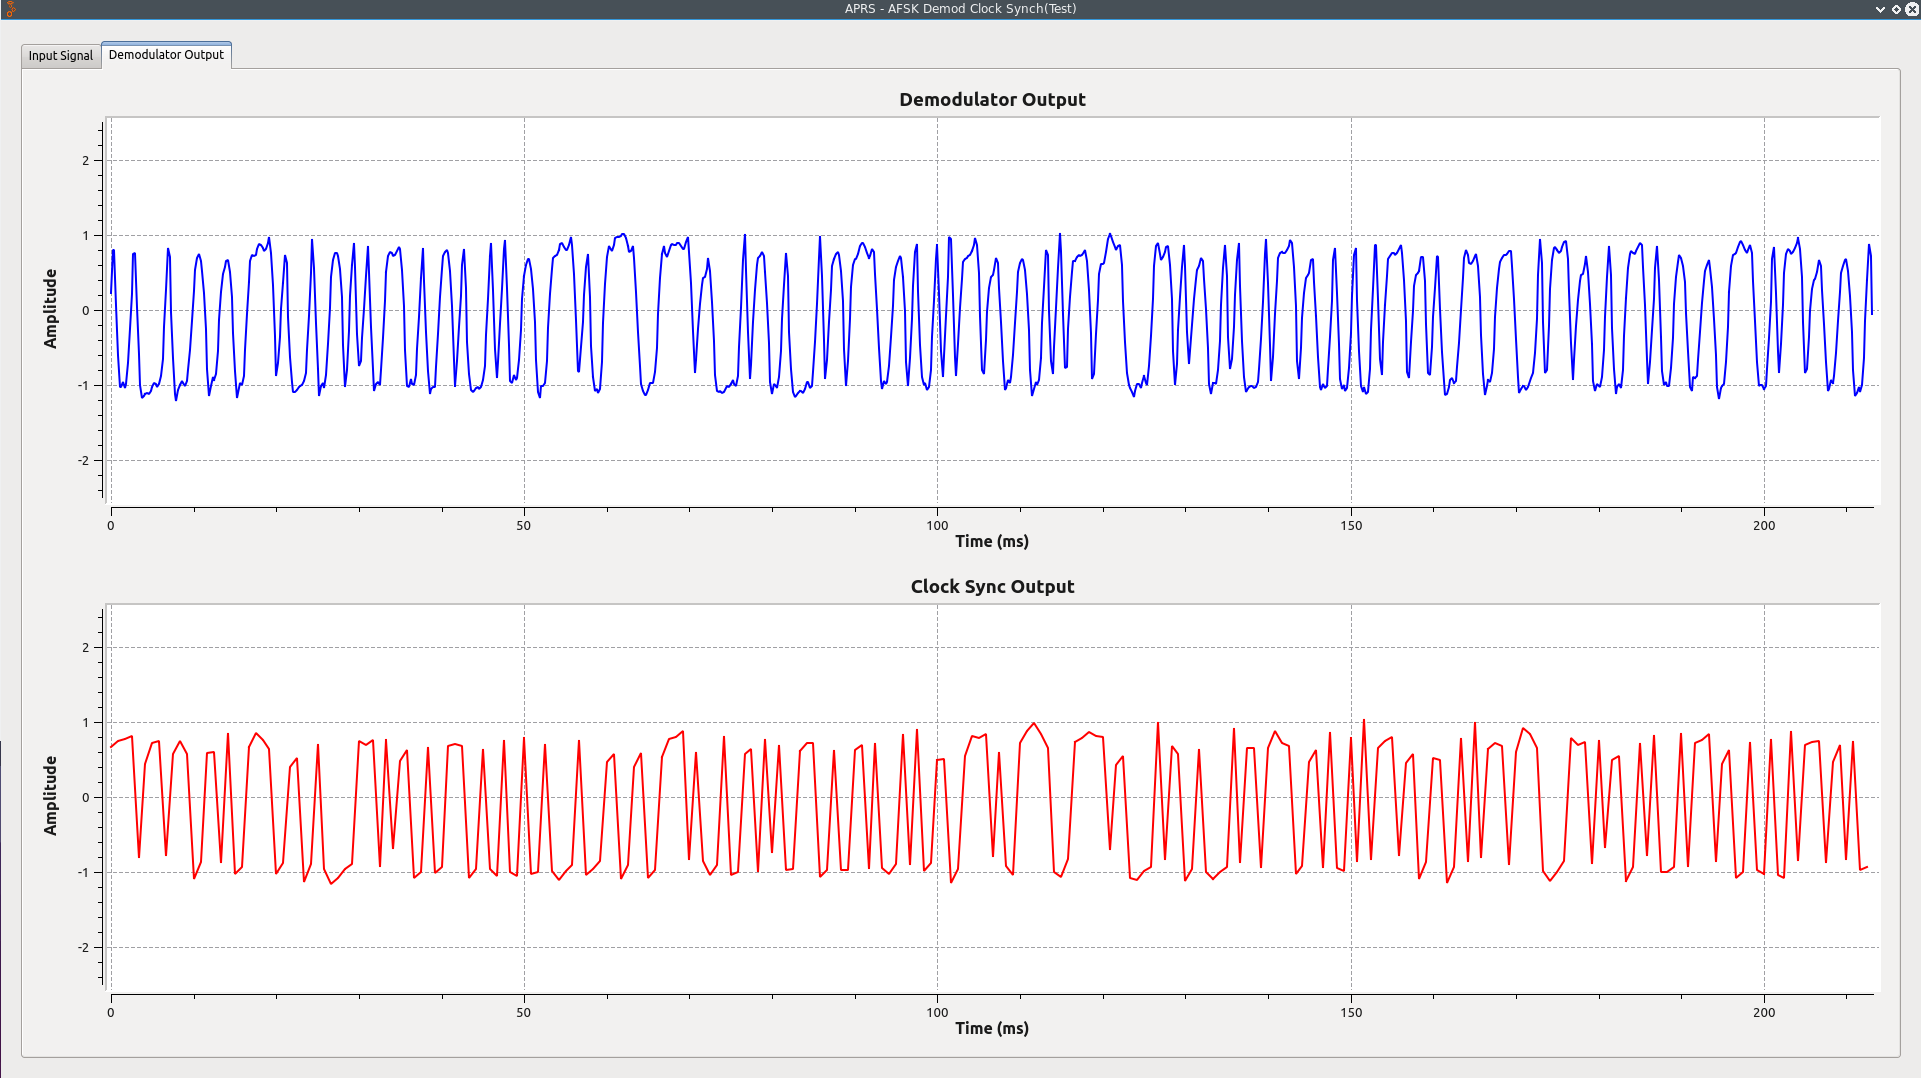 APRS - AFSK Demod Clock Synch(Test)
Input Signal
Demodulator Output
Demodulator Output
Amplitude
2
1
0
-1
-2
0
50
100
150
200
Time (ms)
Clock Sync Output
Amplitude
2
1
0
-1
-2
0
50
100
150
200
Time (ms)